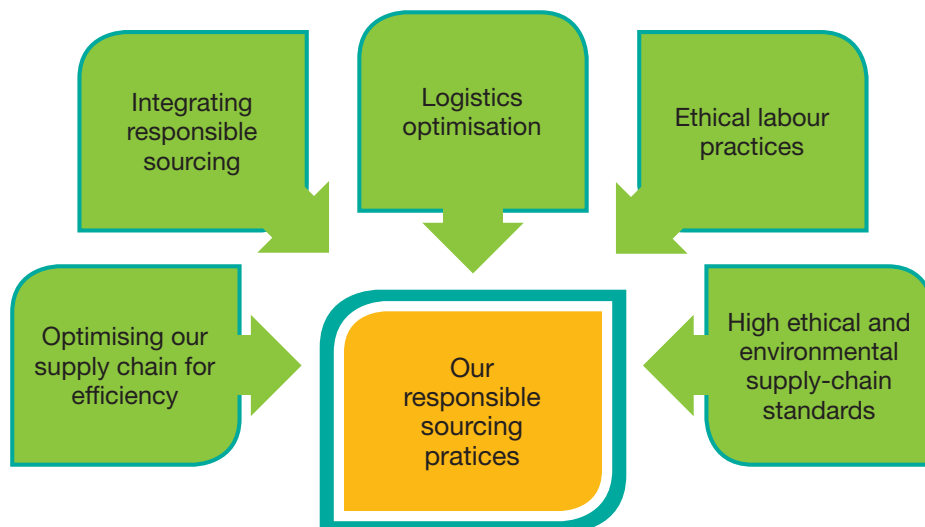 Integrating
responsible
sourcing
Logistics
optimisation
Ethical labour
practices
Optimising our
supply chain for
efficiency
Our
responsible
sourcing
pratices
High ethical and
environmental
supply-chain
standards